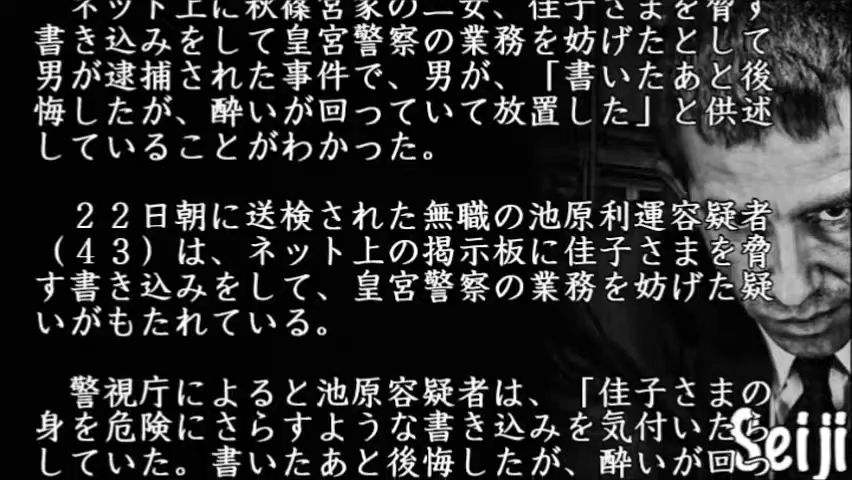 ネット上に秋篠宮家の二女、佳子さまを脅す
書き込みをして皇宮警察の業務を妨げたとして
男が逮捕された事件で、男が、「書いたあと後
悔したが、酔いが回っていて放置した」と供述
していることがわかった。
２２日朝に送検された無職の池原利運容疑者
（４３）は、ネット上の掲示板に佳子さまを脅
す書き込みをして、皇宮警察の業務を妨げた疑
いがもたれている。
警視庁によると池原容疑者は、「佳子さまの
身を危険にさらすような書き込みを気付いたら
していた。書いたあと後悔したが、酔いが回っ
Seiji